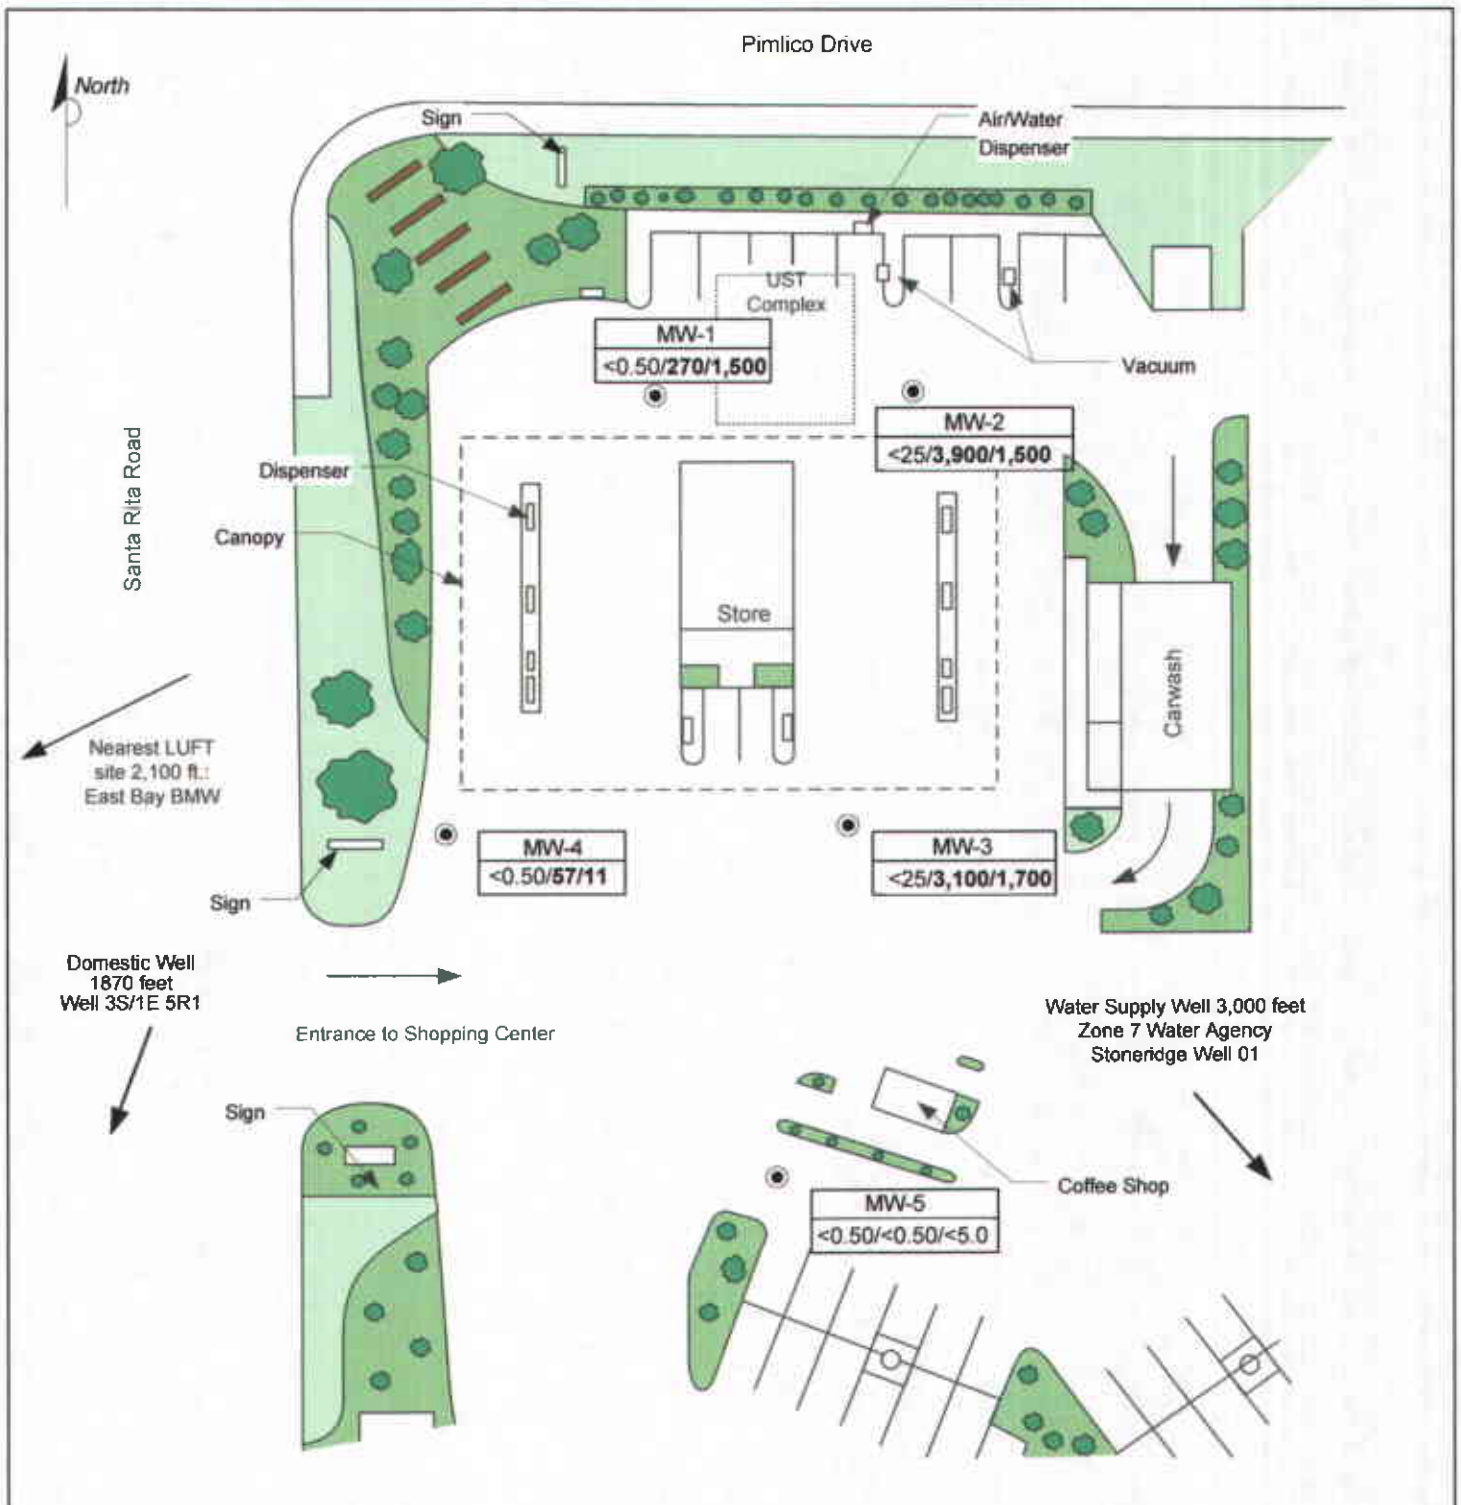 Pimlico Drive
North
Sign
Air/Water
Dispenser
UST
Complex
MW-1
<0.50/270/1,500
Vacuum
MW-2
<25/3,900/1,500
Santa Rita Road
Dispenser
Canopy
Store
Carwash
Nearest LUFT
site 2,100 ft.:
East Bay BMW
MW-4
<0.50/57/11
MW-3
<25/3,100/1,700
Sign
Domestic Well
1870 feet
Well 3S/1E 5R1
Entrance to Shopping Center
Water Supply Well 3,000 feet
Zone 7 Water Agency
Stoneridge Well 01
Sign
Coffee Shop
MW-5
<0.50/<0.50/<5.0